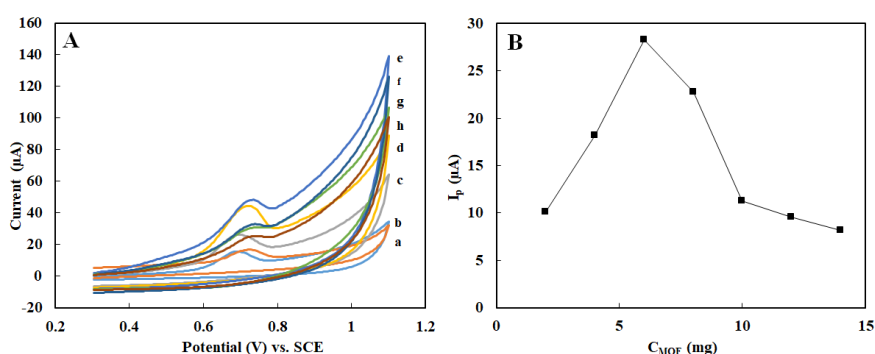 A
160
140
120
100
80
60
40
20
0
-20
0.2 0.4 0.6 0.8 1 1.2
Current (µA)
Potential (V) vs. SCE
e
f
g
h
d
c
b
a
B
30
25
20
15
10
5
0
0 5 10 15
Ip (µA)
CMOF (mg)